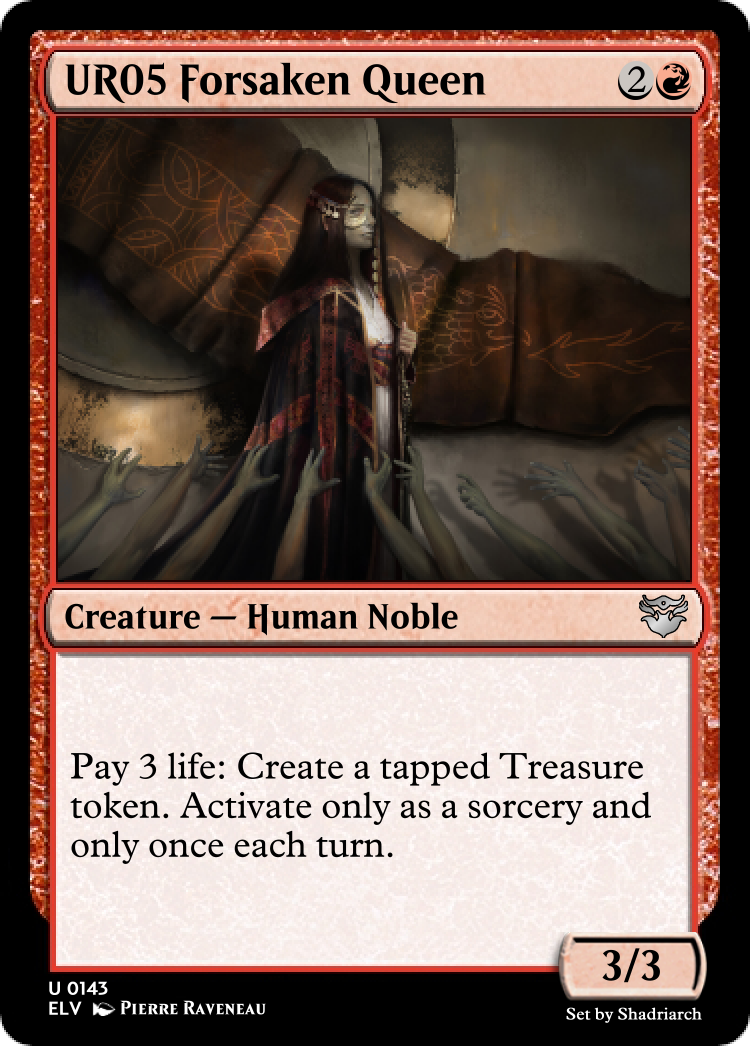 UR05 Forsaken Queen 2
Creature — Human Noble
Pay 3 life: Create a tapped Treasure
token. Activate only as a sorcery and
only once each turn.
3/3
U 0143
ELV Pierre Raveneau
Set by Shadriarch